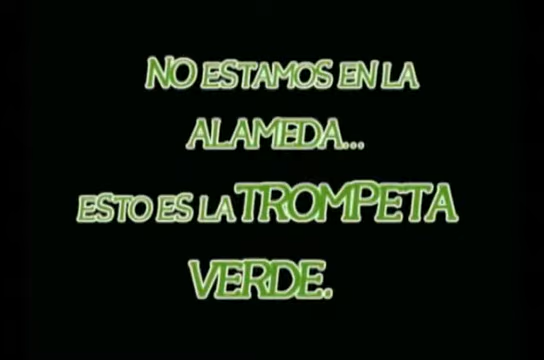 NO ESTAMOS EN LA
ALAMEDA...
ESTO ES LA TROMPETA
VERDE.